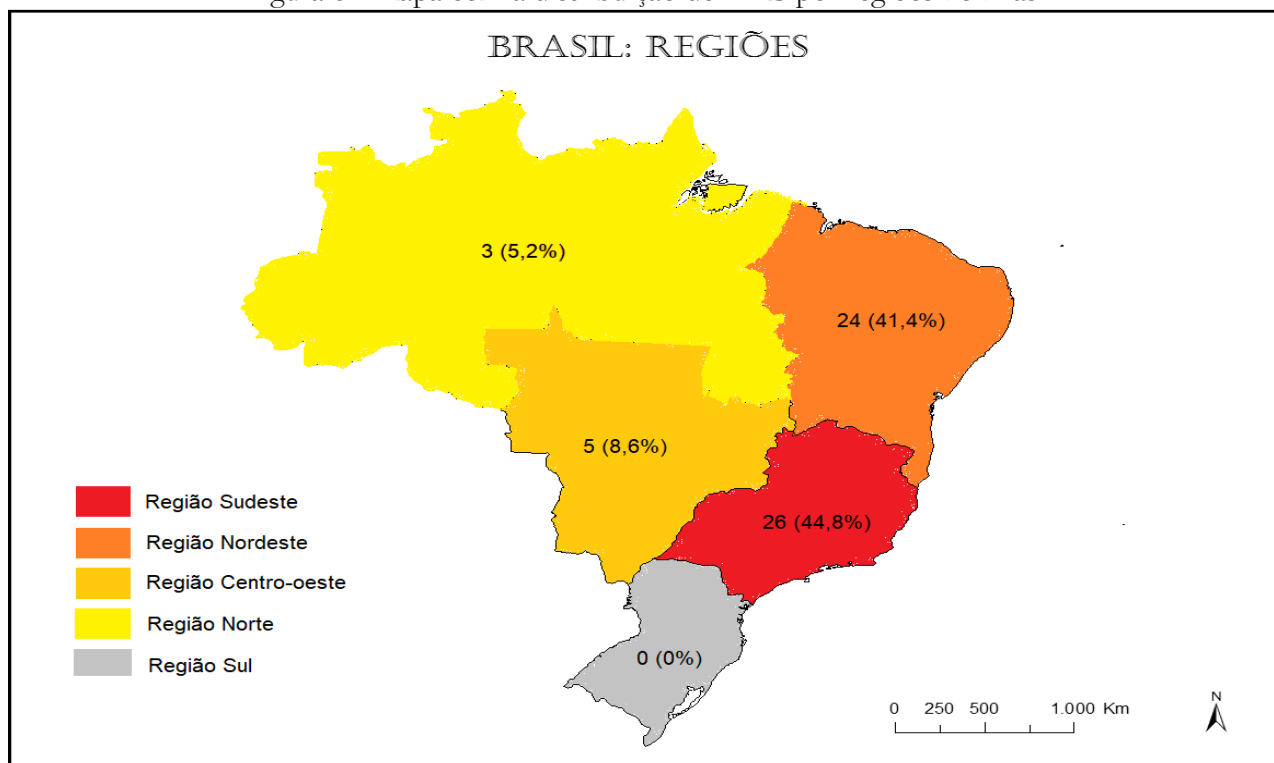 BRASIL: REGIÕES
3 (5,2%)
24 (41,4%)
5 (8,6%)
26 (44,8%)
0 (0%)
Região Sudeste
Região Nordeste
Região Centro-oeste
Região Norte
Região Sul
0 250 500 1.000 Km
N